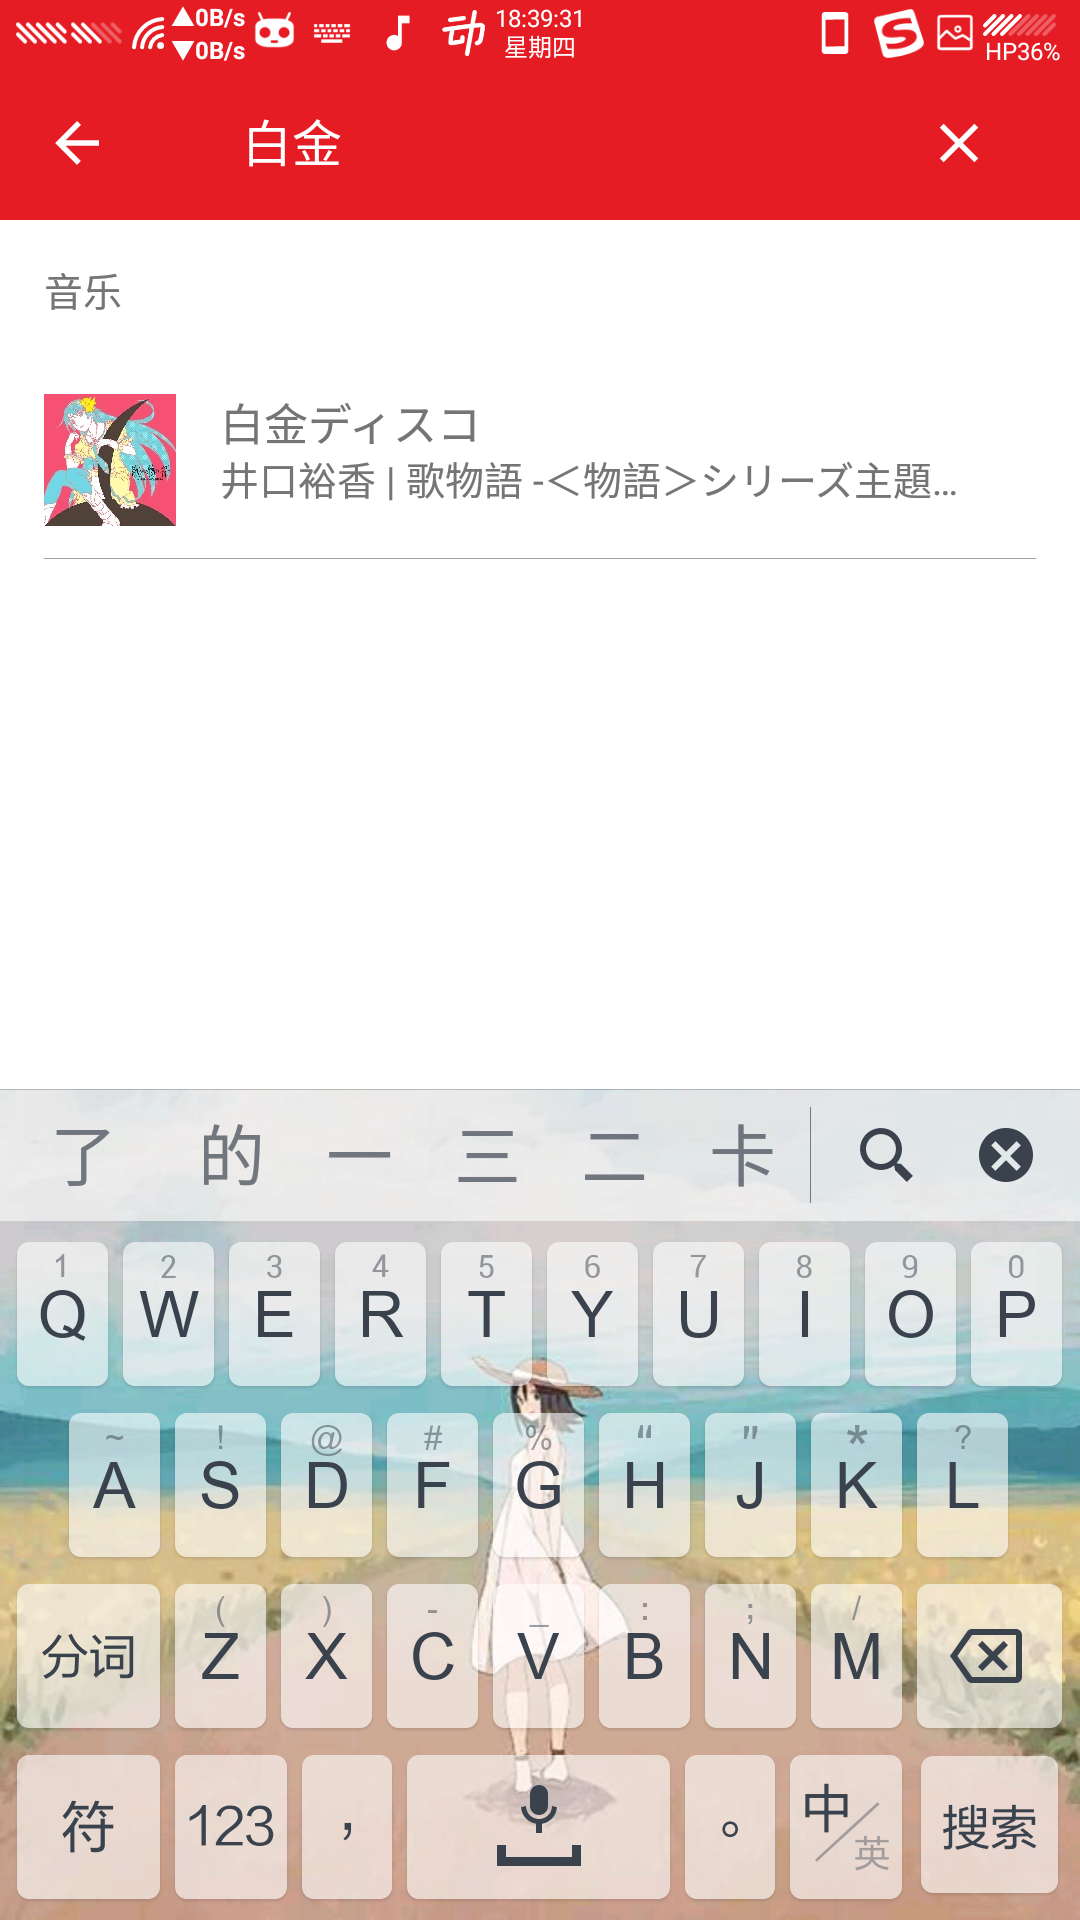 ▲0B/s
▼0B/s
动
18:39:31
星期四
HP36%
白金
音乐
白金ディスコ
井口裕香 | 歌物語 -＜物語＞シリーズ主題...
了 的 一 三 二 卡
1 2 3 4 5 6 7 8 9 0
Q W E R T Y U I O P
~ ! @ # % “ " * ?
A S D F G H J K L
( ) - _ : ; /
分词 Z X C V B N M
符 123 ， 。 中/英 搜索